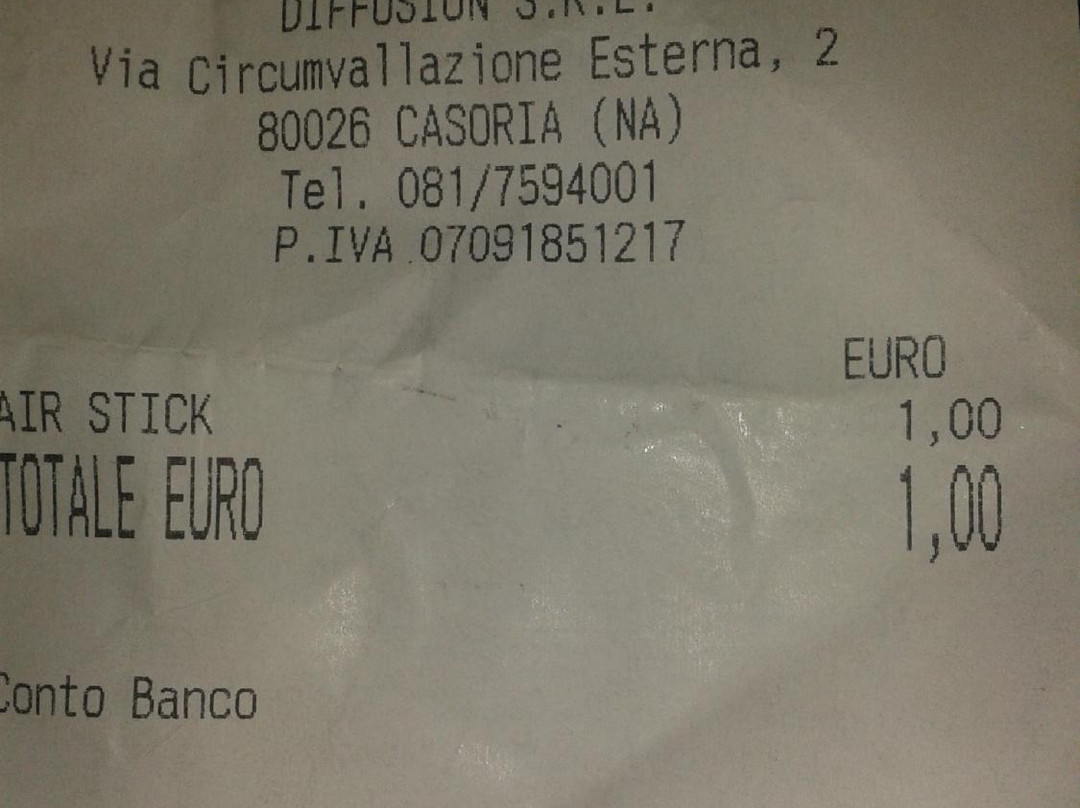 DIFFUSION S.R.L.
Via Circumvallazione Esterna, 2
80026 CASORIA (NA)
Tel. 081/7594001
P.IVA 07091851217
EURO
AIR STICK 1,00
TOTALE EURO 1,00
Conto Banco